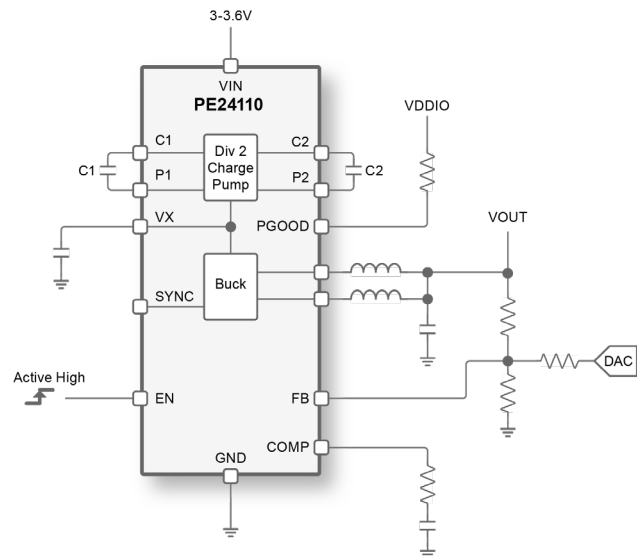 3-3.6V
VIN
PE24110
VDDIO
C1
C2
Div 2
Charge
Pump
C1
C2
P1
P2
VX
PGOOD
VOUT
Buck
SYNC
DAC
Active High
EN
FB
COMP
GND